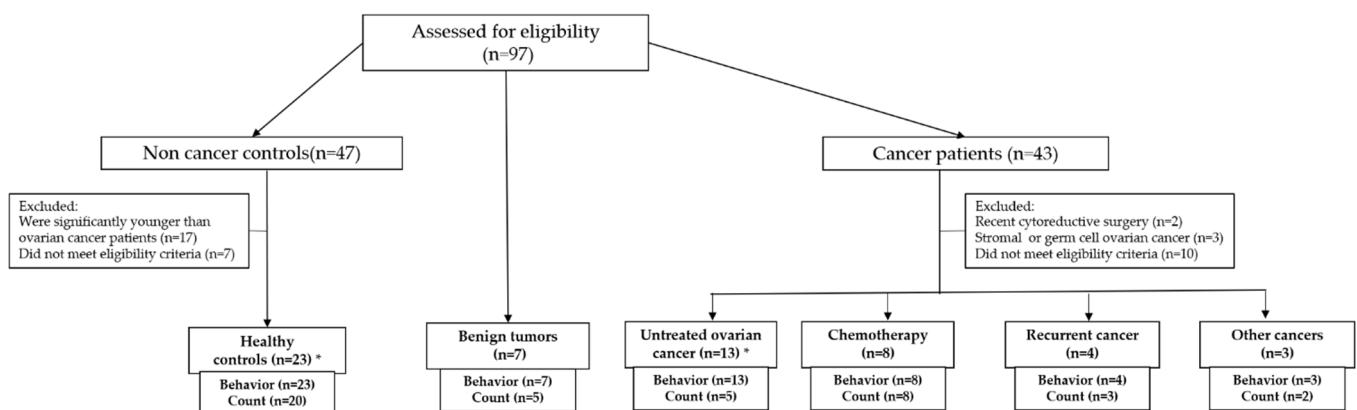 Assessed for eligibility
(n=97)
Non cancer controls(n=47)
Cancer patients (n=43)
Excluded:
Were significantly younger than
ovarian cancer patients (n=17)
Did not meet eligibility criteria (n=7)
Excluded:
Recent cytoreductive surgery (n=2)
Stromal or germ cell ovarian cancer (n=3)
Did not meet eligibility criteria (n=10)
Healthy
controls (n=23) *
Behavior (n=23)
Count (n=20)
Benign tumors
(n=7)
Behavior (n=7)
Count (n=5)
Untreated ovarian
cancer (n=13) *
Behavior (n=13)
Count (n=5)
Chemotherapy
(n=8)
Behavior (n=8)
Count (n=8)
Recurrent cancer
(n=4)
Behavior (n=4)
Count (n=3)
Other cancers
(n=3)
Behavior (n=3)
Count (n=2)